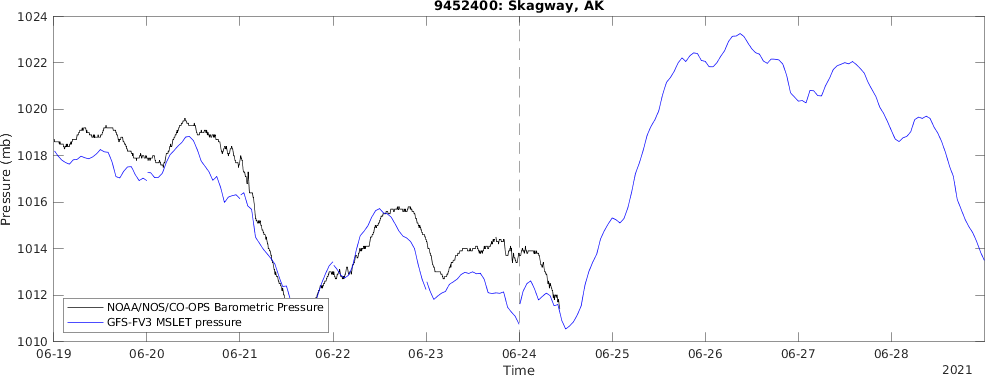 9452400: Skagway, AK
1024
1022
1020
1018
1016
1014
1012
1010
Pressure (mb)
NOAA/NOS/CO-OPS Barometric Pressure
GFS-FV3 MSLET pressure
06-19 06-20 06-21 06-22 06-23 06-24 06-25 06-26 06-27 06-28
Time
2021